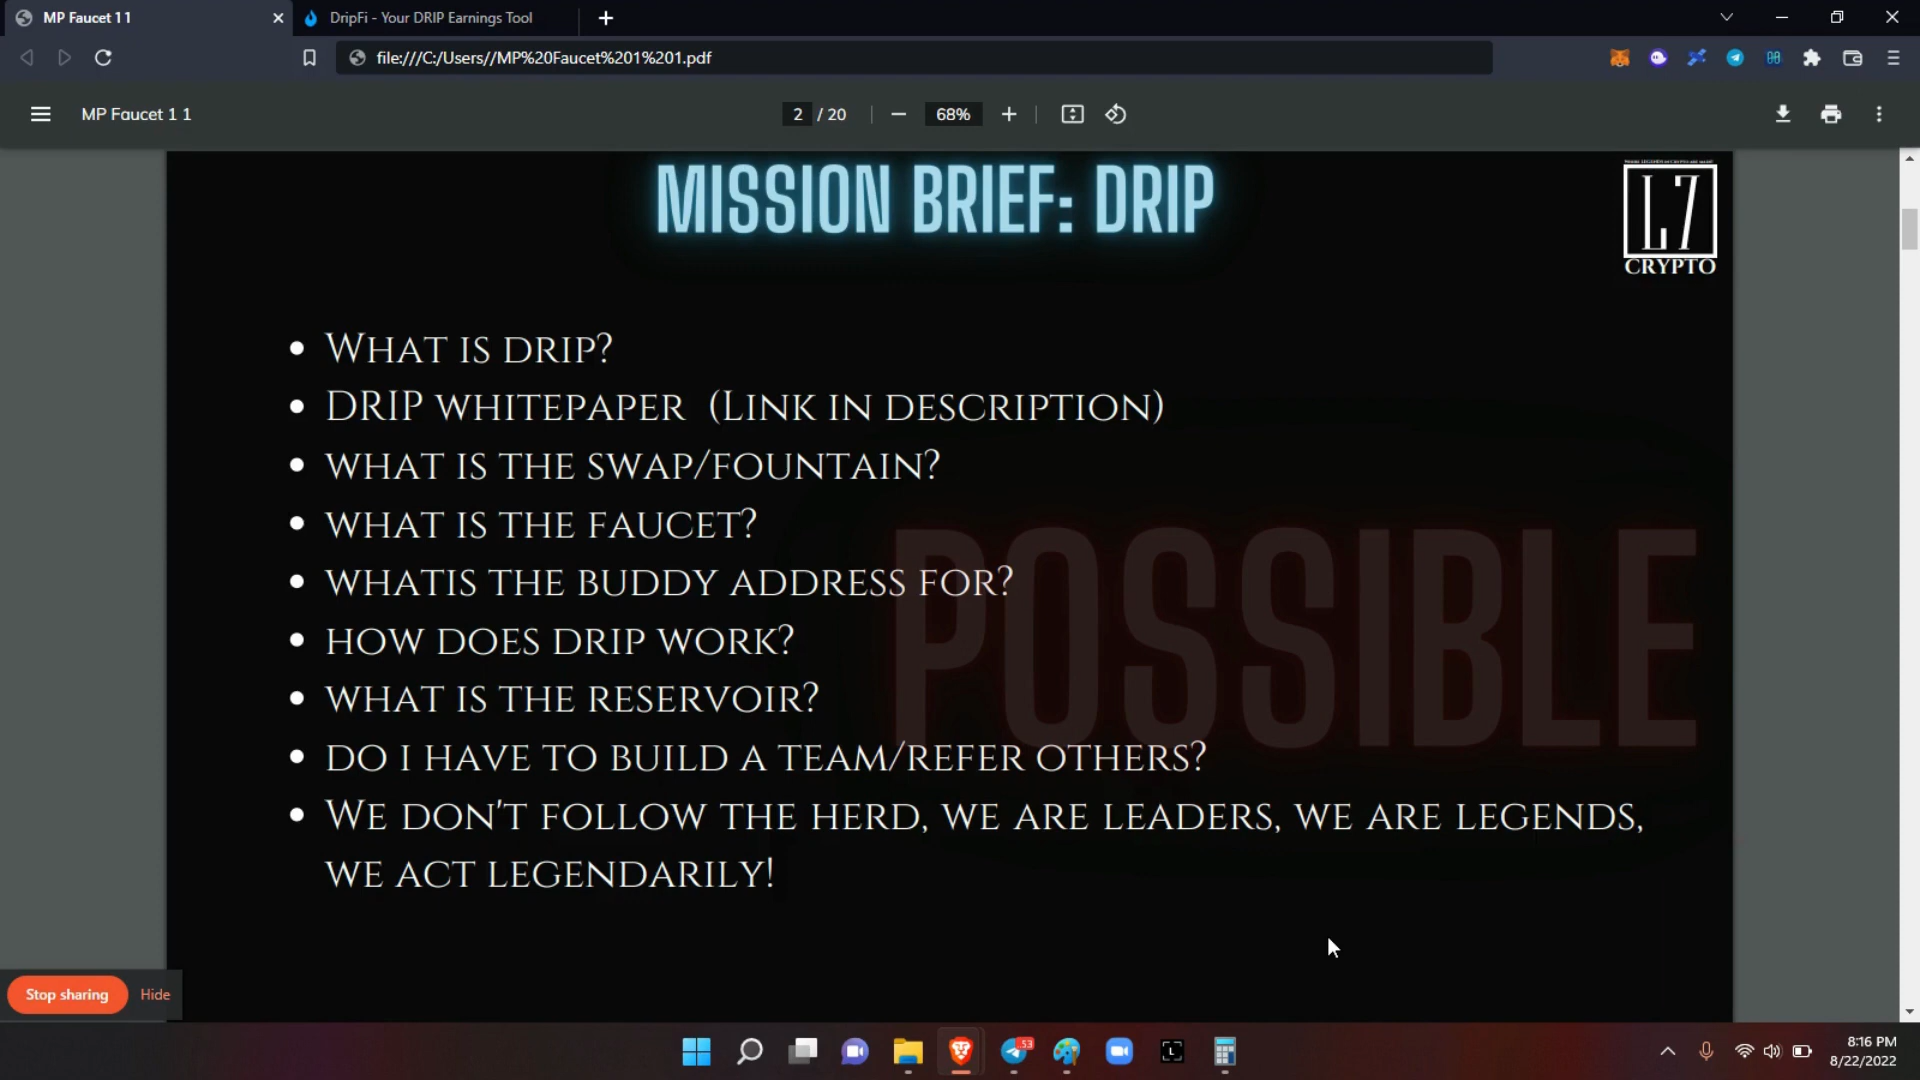 MP Faucet 1 1
DripFi - Your DRIP Earnings Tool
file:///C:/Users//MP%20Faucet%201%201.pdf
MP Faucet 1 1
2 / 20
68%
MISSION BRIEF: DRIP
L7
CRYPTO
What is drip?
DRIP whitepaper (Link in description)
what is the swap/fountain?
what is the faucet?
whatis the buddy address for?
how does drip work?
what is the reservoir?
do i have to build a team/refer others?
We don't follow the herd, we are leaders, we are legends,
we act legendarily!
POSSIBLE
Stop sharing
Hide
53
L
8:16 PM
8/22/2022